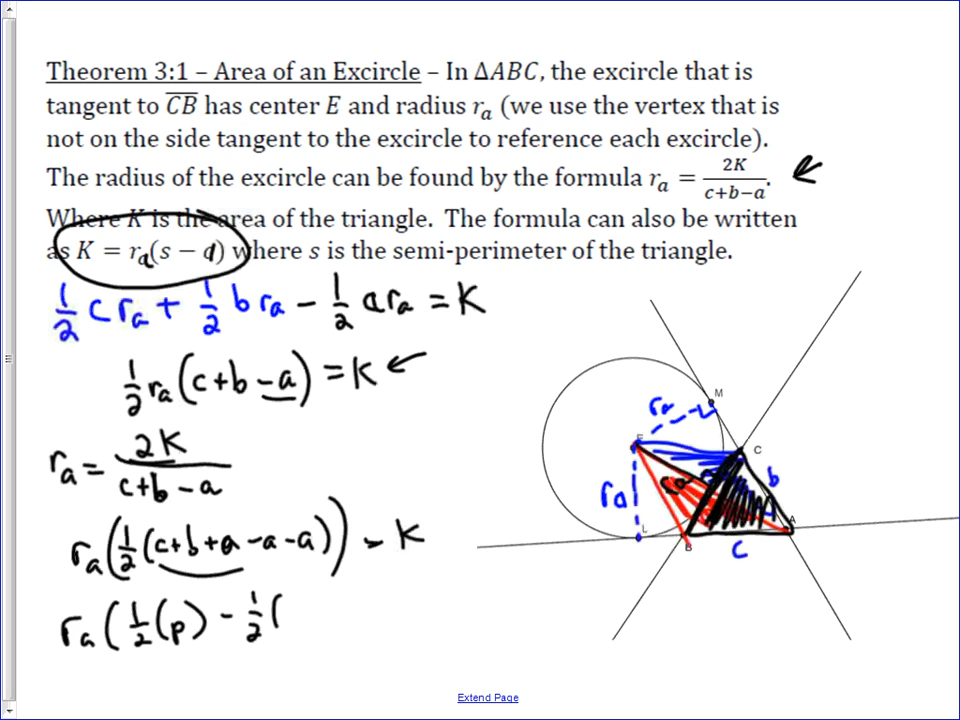 Theorem 3:1 – Area of an Excircle – In ΔABC, the excircle that is
tangent to C̅B̅ has center E and radius rₐ (we use the vertex that is
not on the side tangent to the excircle to reference each excircle).
The radius of the excircle can be found by the formula rₐ = 2K/(c+b−a).
Where K is the area of the triangle. The formula can also be written
as K = rₐ(s − a) where s is the semi-perimeter of the triangle.
½ c rₐ + ½ b rₐ − ½ a rₐ = K
½ rₐ (c+b−a) = K ←
rₐ = 2K/(c+b−a)
rₐ(½(c+b+a−a−a)) = K
rₐ(½(p) − ½(
M
C
E
rₐ
b
rₐ
A
L
B
c
Extend Page